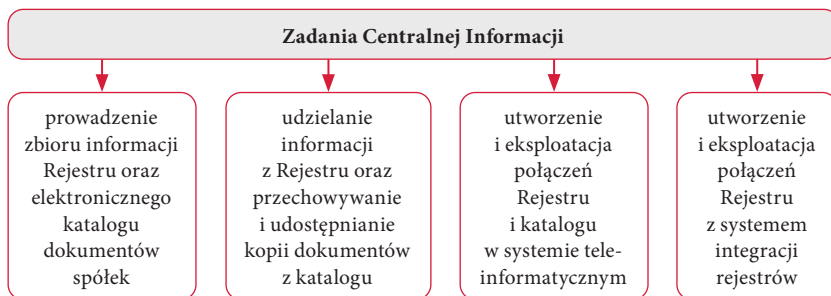 Zadania Centralnej Informacji
prowadzenie
zbioru informacji
Rejestru oraz
elektronicznego
katalogu
dokumentów
spółek
udzielanie
informacji
z Rejestru oraz
przechowywanie
i udostępnianie
kopii dokumentów
z katalogu
utworzenie
i eksploatacja
połączeń
Rejestru
i katalogu
w systemie tele-
informatycznym
utworzenie
i eksploatacja
połączeń
Rejestru
z systemem
integracji
rejestrów